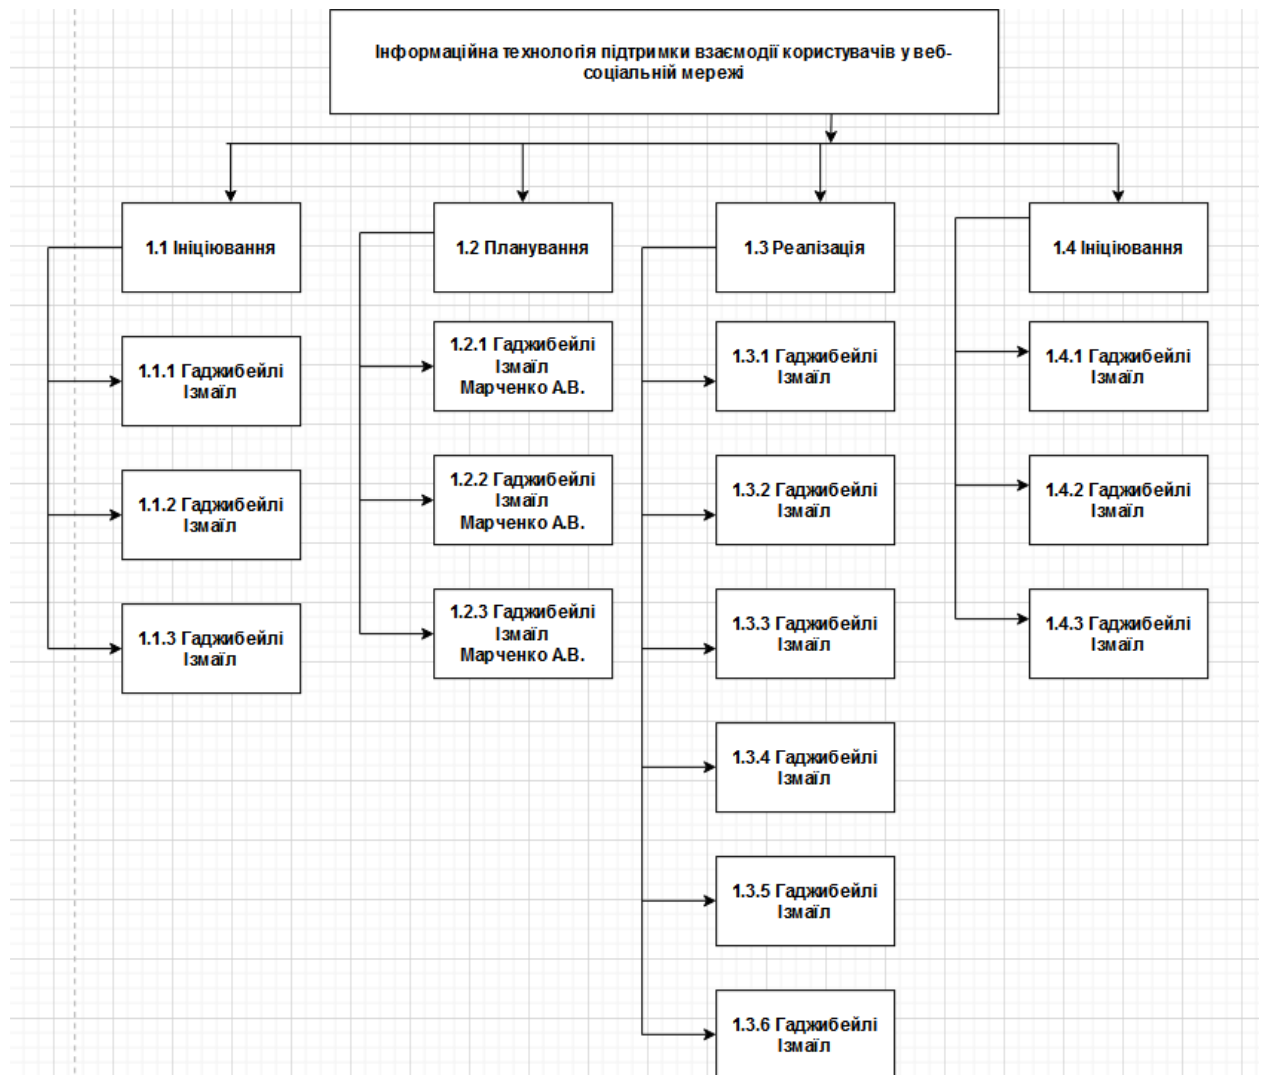 Інформаційна технологія підтримки взаємодії користувачів у веб-
соціальній мережі
1.1 Ініціювання
1.2 Планування
1.3 Реалізація
1.4 Ініціювання
1.1.1 Гаджибейлі
Ізмаїл
1.1.2 Гаджибейлі
Ізмаїл
1.1.3 Гаджибейлі
Ізмаїл
1.2.1 Гаджибейлі
Ізмаїл
Марченко А.В.
1.2.2 Гаджибейлі
Ізмаїл
Марченко А.В.
1.2.3 Гаджибейлі
Ізмаїл
Марченко А.В.
1.3.1 Гаджибейлі
Ізмаїл
1.3.2 Гаджибейлі
Ізмаїл
1.3.3 Гаджибейлі
Ізмаїл
1.3.4 Гаджибейлі
Ізмаїл
1.3.5 Гаджибейлі
Ізмаїл
1.3.6 Гаджибейлі
Ізмаїл
1.4.1 Гаджибейлі
Ізмаїл
1.4.2 Гаджибейлі
Ізмаїл
1.4.3 Гаджибейлі
Ізмаїл